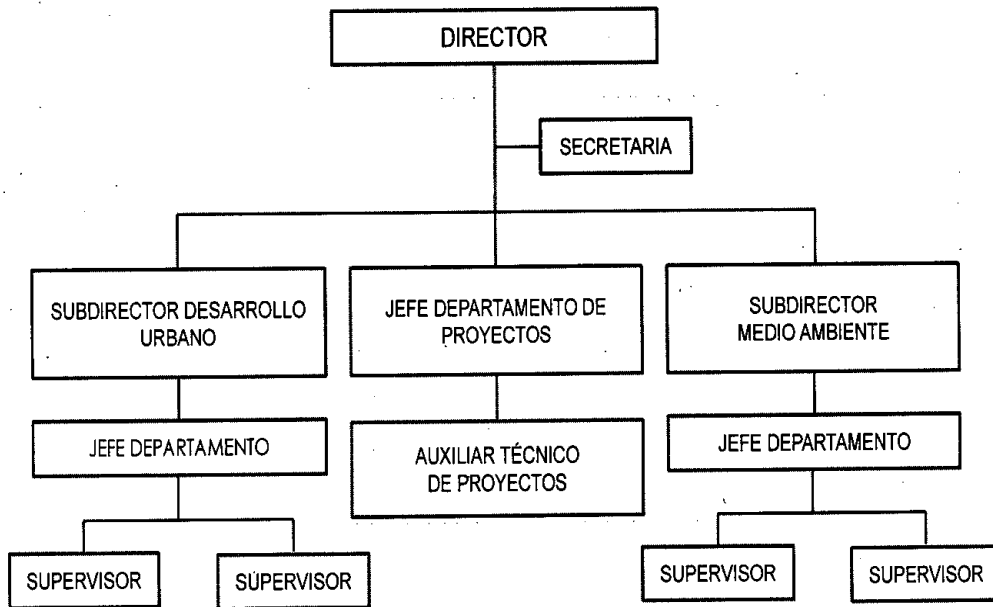 DIRECTOR
SECRETARIA
SUBDIRECTOR DESARROLLO
URBANO
JEFE DEPARTAMENTO DE
PROYECTOS
SUBDIRECTOR
MEDIO AMBIENTE
JEFE DEPARTAMENTO
AUXILIAR TÉCNICO
DE PROYECTOS
JEFE DEPARTAMENTO
SUPERVISOR
SUPERVISOR
SUPERVISOR
SUPERVISOR